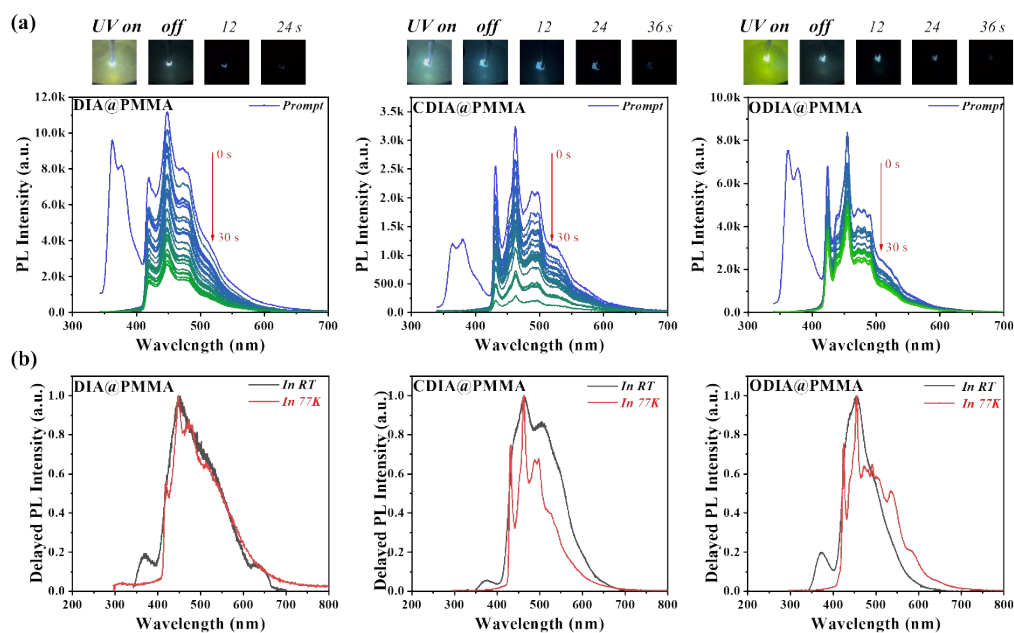 (a)
UV on off 12 24 s
UV on off 12 24 36 s
UV on off 12 24 36 s
DIA@PMMA
Prompt
0 s
30 s
PL Intensity (a.u.)
12.0k
10.0k
8.0k
6.0k
4.0k
2.0k
0.0
300 400 500 600 700
Wavelength (nm)
CDIA@PMMA
Prompt
0 s
30 s
PL Intensity (a.u.)
3.5k
3.0k
2.5k
2.0k
1.5k
1.0k
500.0
0.0
300 400 500 600 700
Wavelength (nm)
ODIA@PMMA
Prompt
0 s
30 s
PL Intensity (a.u.)
10.0k
8.0k
6.0k
4.0k
2.0k
0.0
300 400 500 600 700
Wavelength (nm)
(b)
DIA@PMMA
In RT
In 77K
Delayed PL Intensity (a.u.)
1.0
0.8
0.6
0.4
0.2
0.0
200 300 400 500 600 700 800
Wavelength (nm)
CDIA@PMMA
In RT
In 77K
Delayed PL Intensity (a.u.)
1.0
0.8
0.6
0.4
0.2
0.0
200 300 400 500 600 700 800
Wavelength (nm)
ODIA@PMMA
In RT
In 77K
Delayed PL Intensity (a.u.)
1.0
0.8
0.6
0.4
0.2
0.0
200 300 400 500 600 700 800
Wavelength (nm)